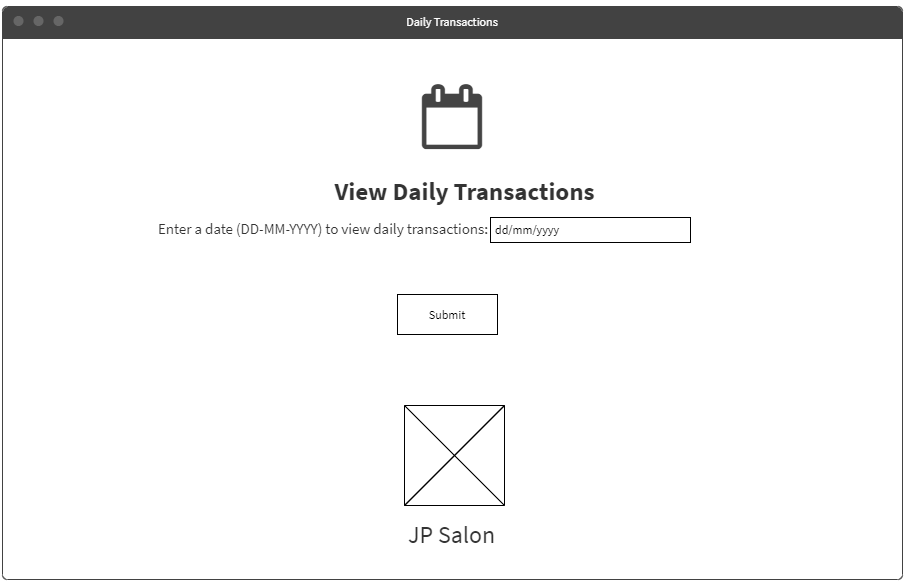 Daily Transactions
View Daily Transactions
Enter a date (DD-MM-YYYY) to view daily transactions: dd/mm/yyyy
Submit
JP Salon